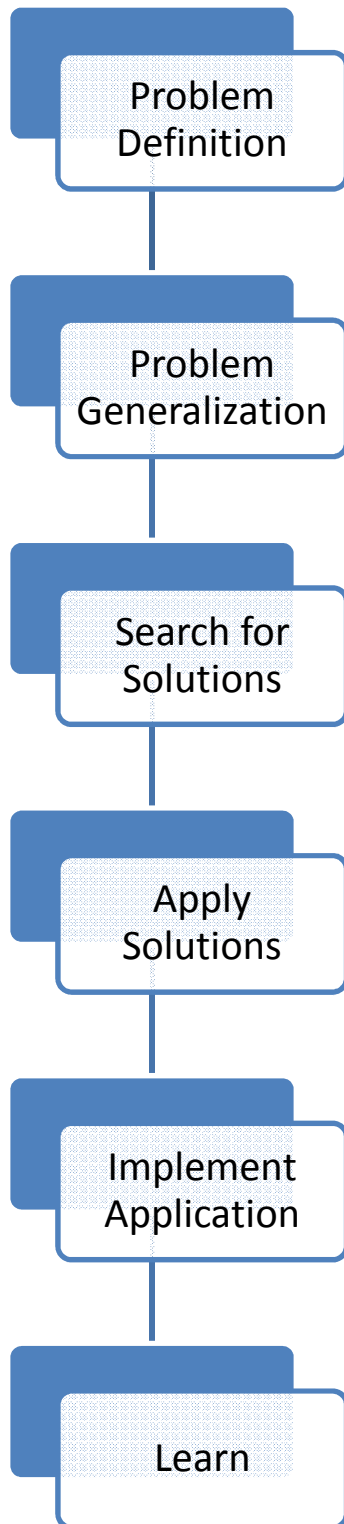 Problem
Definition
Problem
Generalization
Search for
Solutions
Apply
Solutions
Implement
Application
Learn